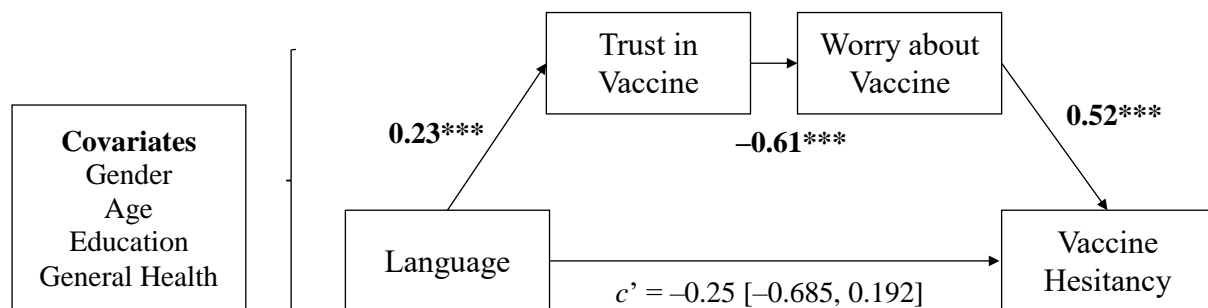 Trust in
Vaccine
Worry about
Vaccine
0.23***
–0.61***
0.52***
Covariates
Gender
Age
Education
General Health
Language
Vaccine
Hesitancy
c’ = –0.25 [–0.685, 0.192]